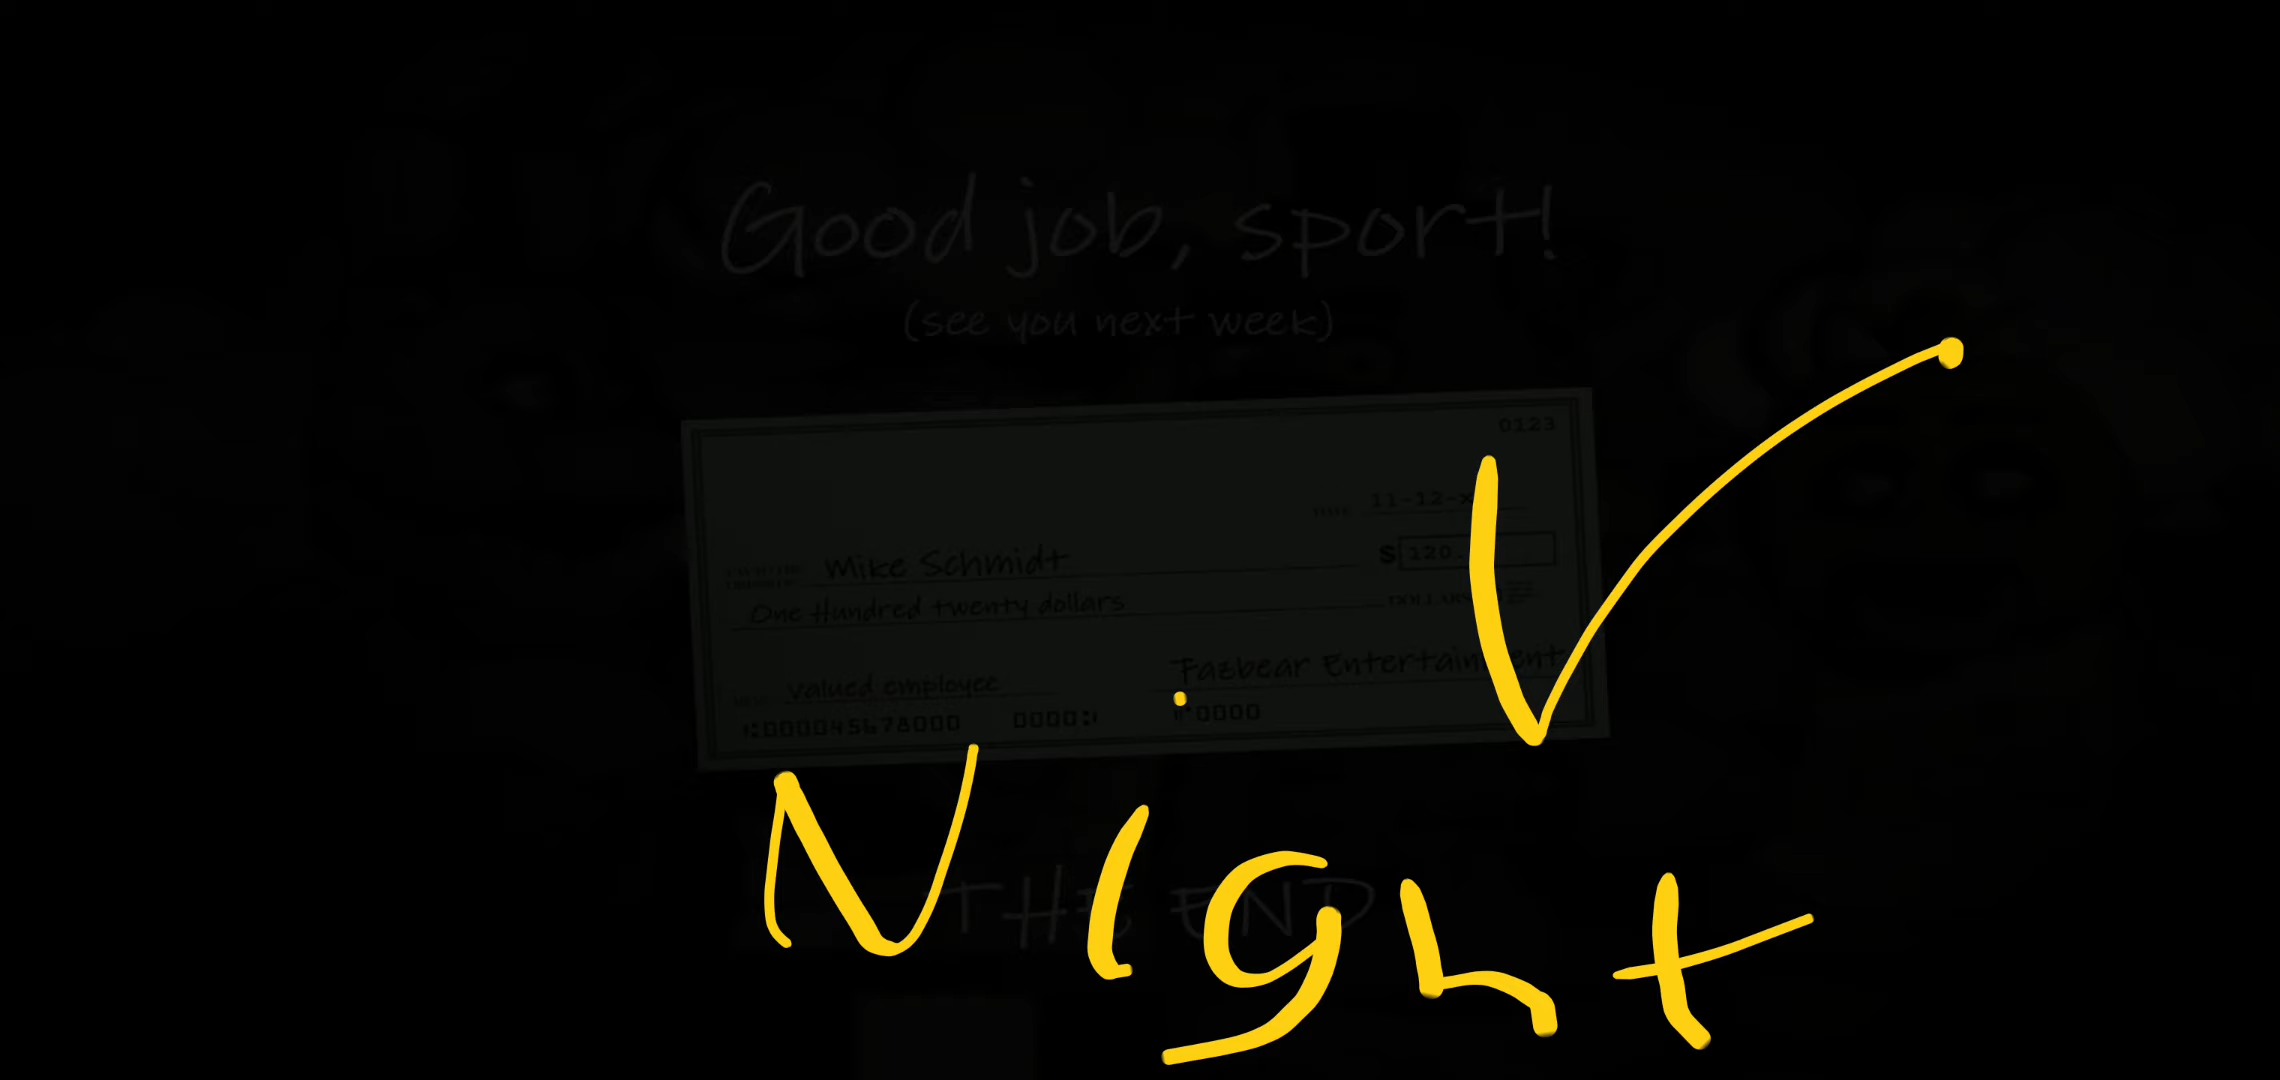 Good job, sport!
(see you next week)
0123
11-12-x
Mike Schmidt
$ 120.
One Hundred twenty dollars
DOLLARS
Fazbear Entertainment
valued employee
⑆000045678000 0000⑆ ⑈0000
THE END
Night